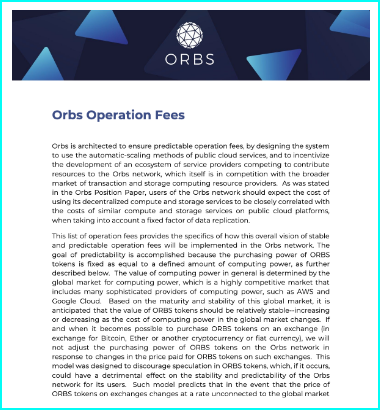 ORBS
Orbs Operation Fees
Orbs is architected to ensure predictable operation fees, by designing the system
to use the automatic-scaling methods of public cloud services, and to incentivize
the development of an ecosystem of service providers competing to contribute
resources to the Orbs network, which itself is in competition with the broader
market of transaction and storage computing resource providers. As was stated
in the Orbs Position Paper, users of the Orbs network should expect the cost of
using its decentralized compute and storage services to be closely correlated with
the costs of similar compute and storage services on public cloud platforms,
when taking into account a fixed factor of data replication.
This list of operation fees provides the specifics of how this overall vision of stable
and predictable operation fees will be implemented in the Orbs network. The
goal of predictability is accomplished because the purchasing power of ORBS
tokens is fixed as equal to a defined amount of computing power, as further
described below. The value of computing power in general is determined by the
global market for computing power, which is a highly competitive market that
includes many sophisticated providers of computing power, such as AWS and
Google Cloud. Based on the maturity and stability of this global market, it is
anticipated that the value of ORBS tokens should be relatively stable--increasing
or decreasing as the cost of computing power in the global market changes. If
and when it becomes possible to purchase ORBS tokens on an exchange (in
exchange for Bitcoin, Ether or another cryptocurrency or fiat currency), we will
not adjust the purchasing power of ORBS tokens on the Orbs network in
response to changes in the price paid for ORBS tokens on such exchanges. This
model was designed to discourage speculation in ORBS tokens, which, if it occurs,
could have a detrimental effect on the stability and predictability of the Orbs
network for its users. Such model predicts that in the event that the price of
ORBS tokens on exchanges changes at a rate unconnected to the global market